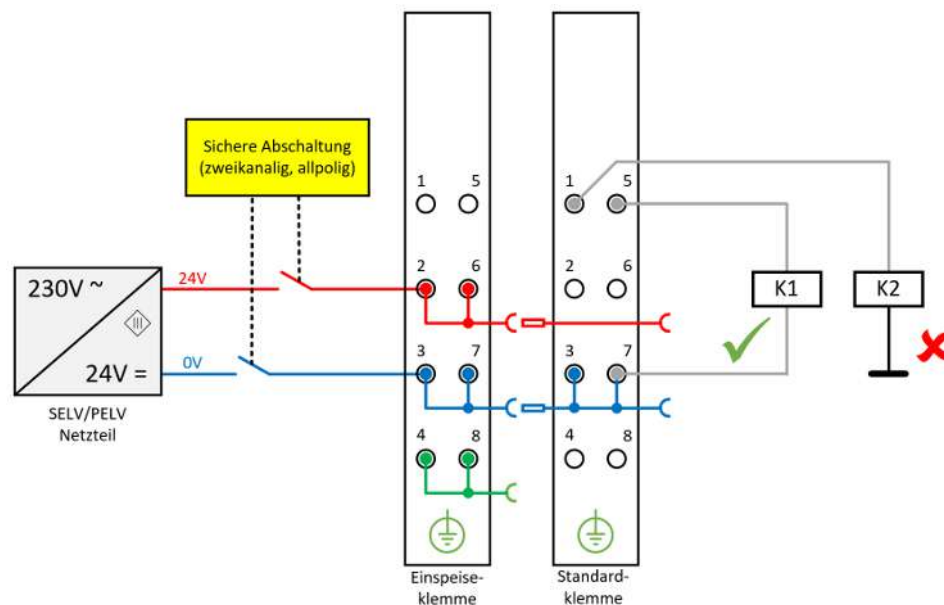 Sichere Abschaltung
(zweikanalig, allpolig)
1 5
1 5
24V
2 6
2 6
230V ~
III
24V =
K1
K2
0V
3 7
3 7
SELV/PELV
Netzteil
4 8
4 8
Einspeise-
klemme
Standard-
klemme